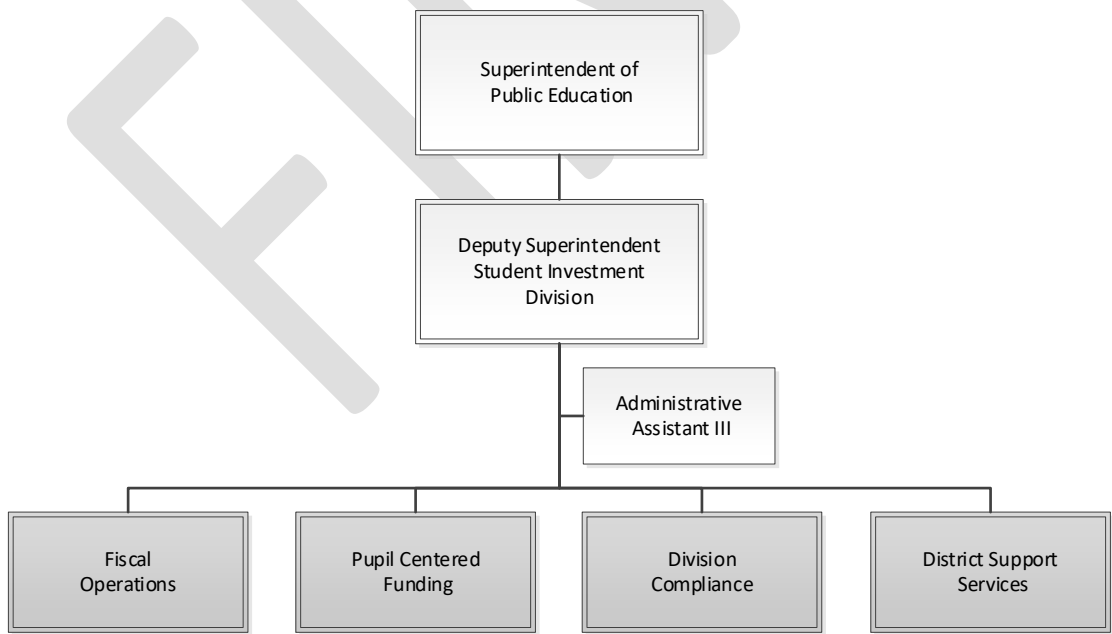 Superintendent of
Public Education
Deputy Superintendent
Student Investment
Division
Administrative
Assistant III
Fiscal
Operations
Pupil Centered
Funding
Division
Compliance
District Support
Services